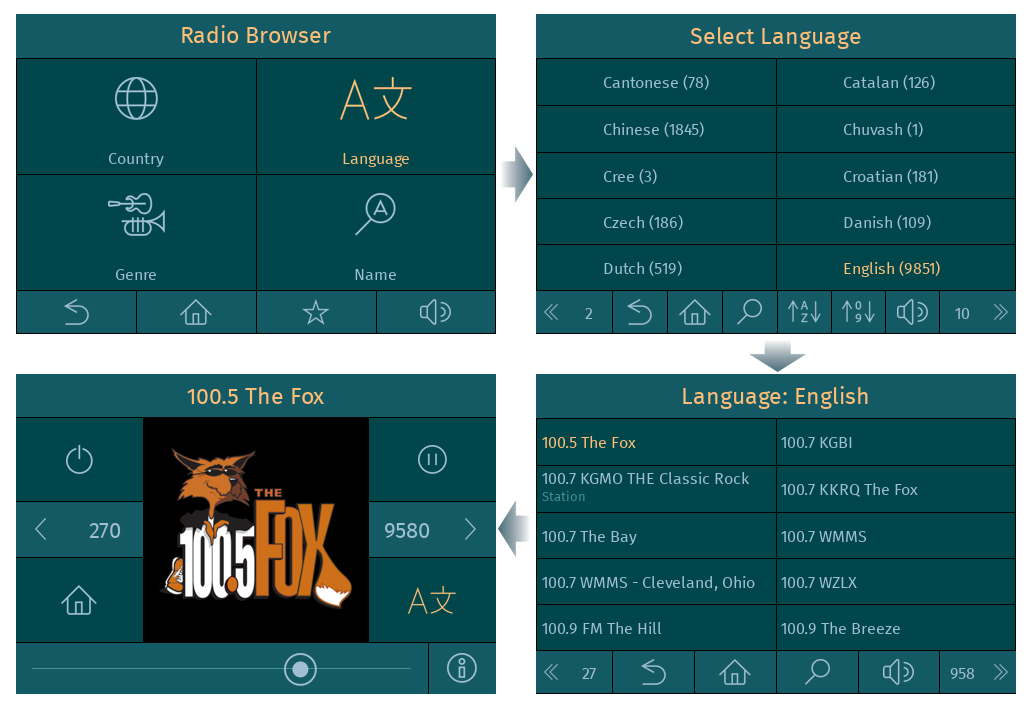 Radio Browser
A文
Country
Language
A
Genre
Name
Select Language
Cantonese (78)
Catalan (126)
Chinese (1845)
Chuvash (1)
Cree (3)
Croatian (181)
Czech (186)
Danish (109)
Dutch (519)
English (9851)
2
A
Z
0
9
10
Language: English
100.5 The Fox
100.7 KGBI
100.7 KGMO THE Classic Rock
Station
100.7 KKRQ The Fox
100.7 The Bay
100.7 WMMS
100.7 WMMS - Cleveland, Ohio
100.7 WZLX
100.9 FM The Hill
100.9 The Breeze
27
958
100.5 The Fox
THE
100.5 FOX
270
9580
A文